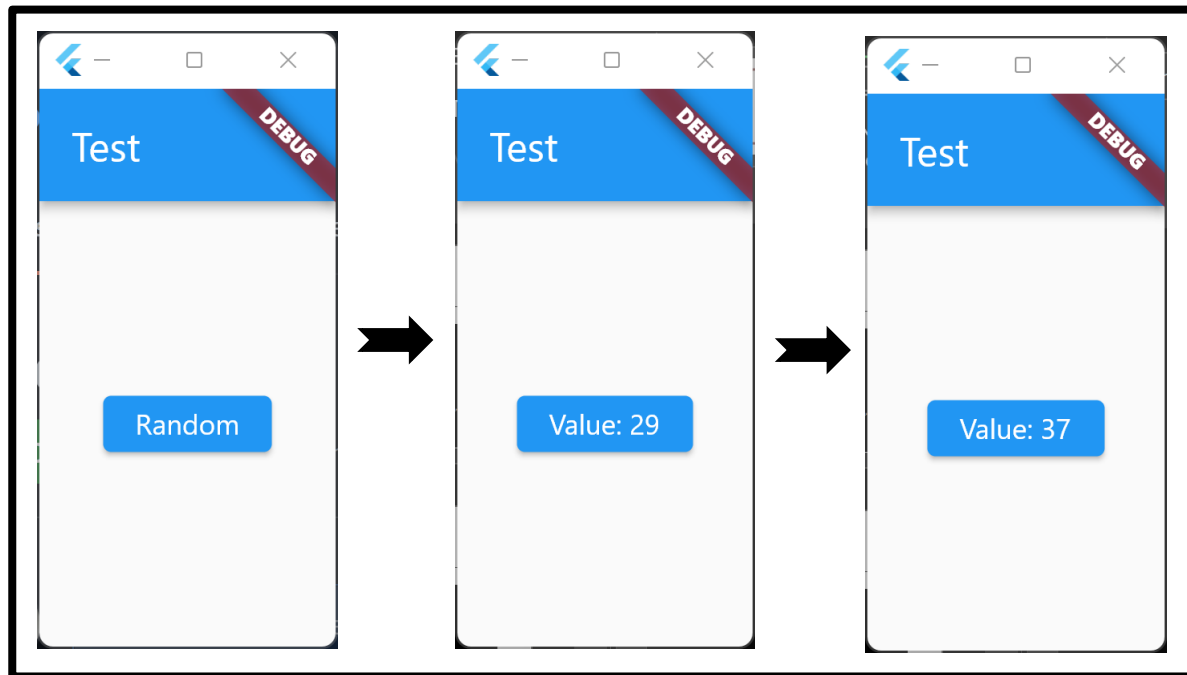 Test
DEBUG
Random
Test
DEBUG
Value: 29
Test
DEBUG
Value: 37